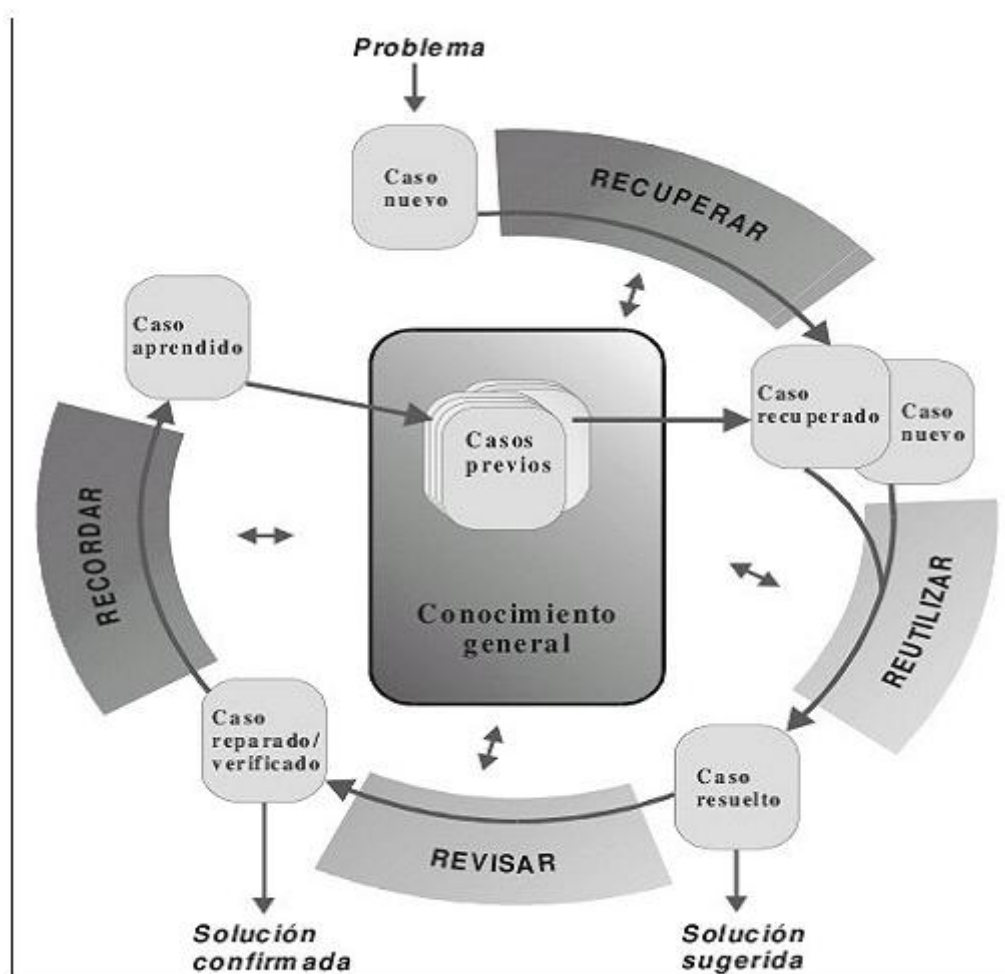 Problema
Caso
nuevo
RECUPERAR
Caso
aprendido
Casos
previos
Caso
recuperado
Caso
nuevo
RECORDAR
Conocimiento
general
REUTILIZAR
Caso
reparado/
verificado
Caso
resuelto
REVISAR
Solución
confirmada
Solución
sugerida